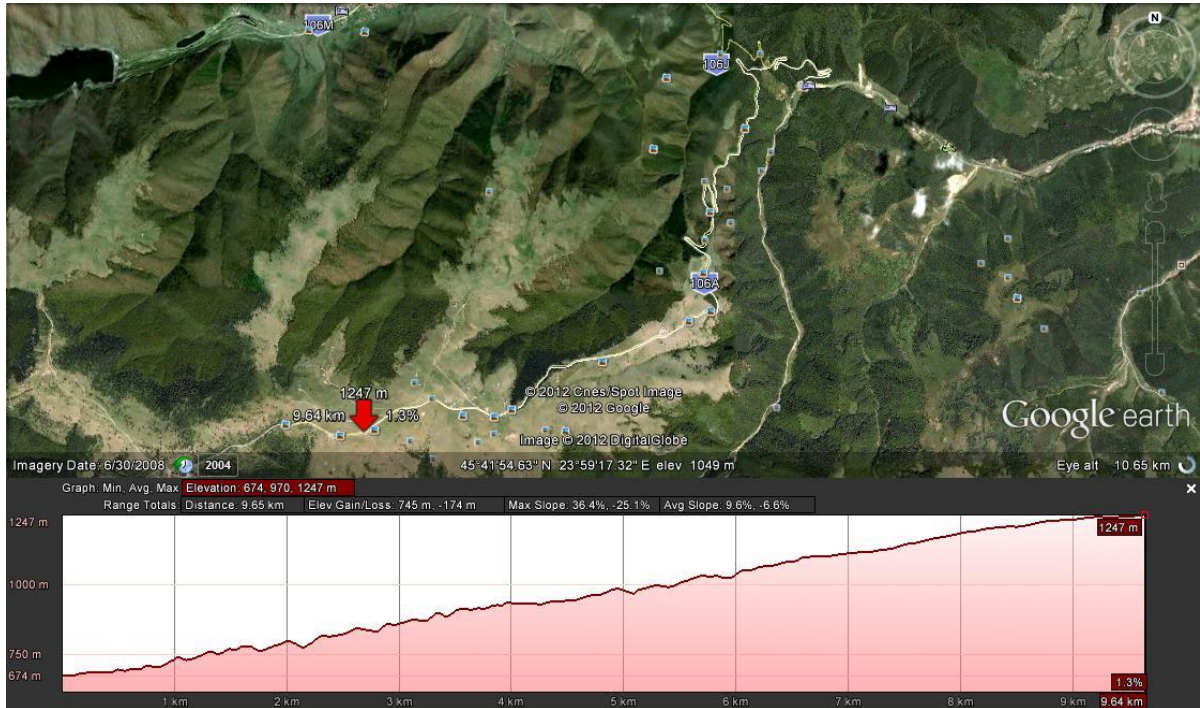 106M
N
106J
106A
1247 m
9.64 km 1.3%
© 2012 Cnes/Spot Image
© 2012 Google
Image © 2012 DigitalGlobe
Google earth
Imagery Date: 6/30/2008 2004 45°41'54.63" N 23°59'17.32" E elev 1049 m Eye alt 10.65 km
Graph: Min, Avg, Max Elevation: 674, 970, 1247 m
Range Totals: Distance: 9.65 km Elev Gain/Loss: 745 m, -174 m Max Slope: 36.4%, -25.1% Avg Slope: 9.6%, -6.6%
1247 m
1247 m
1000 m
750 m
674 m
1.3%
1 km 2 km 3 km 4 km 5 km 6 km 7 km 8 km 9 km 9.64 km